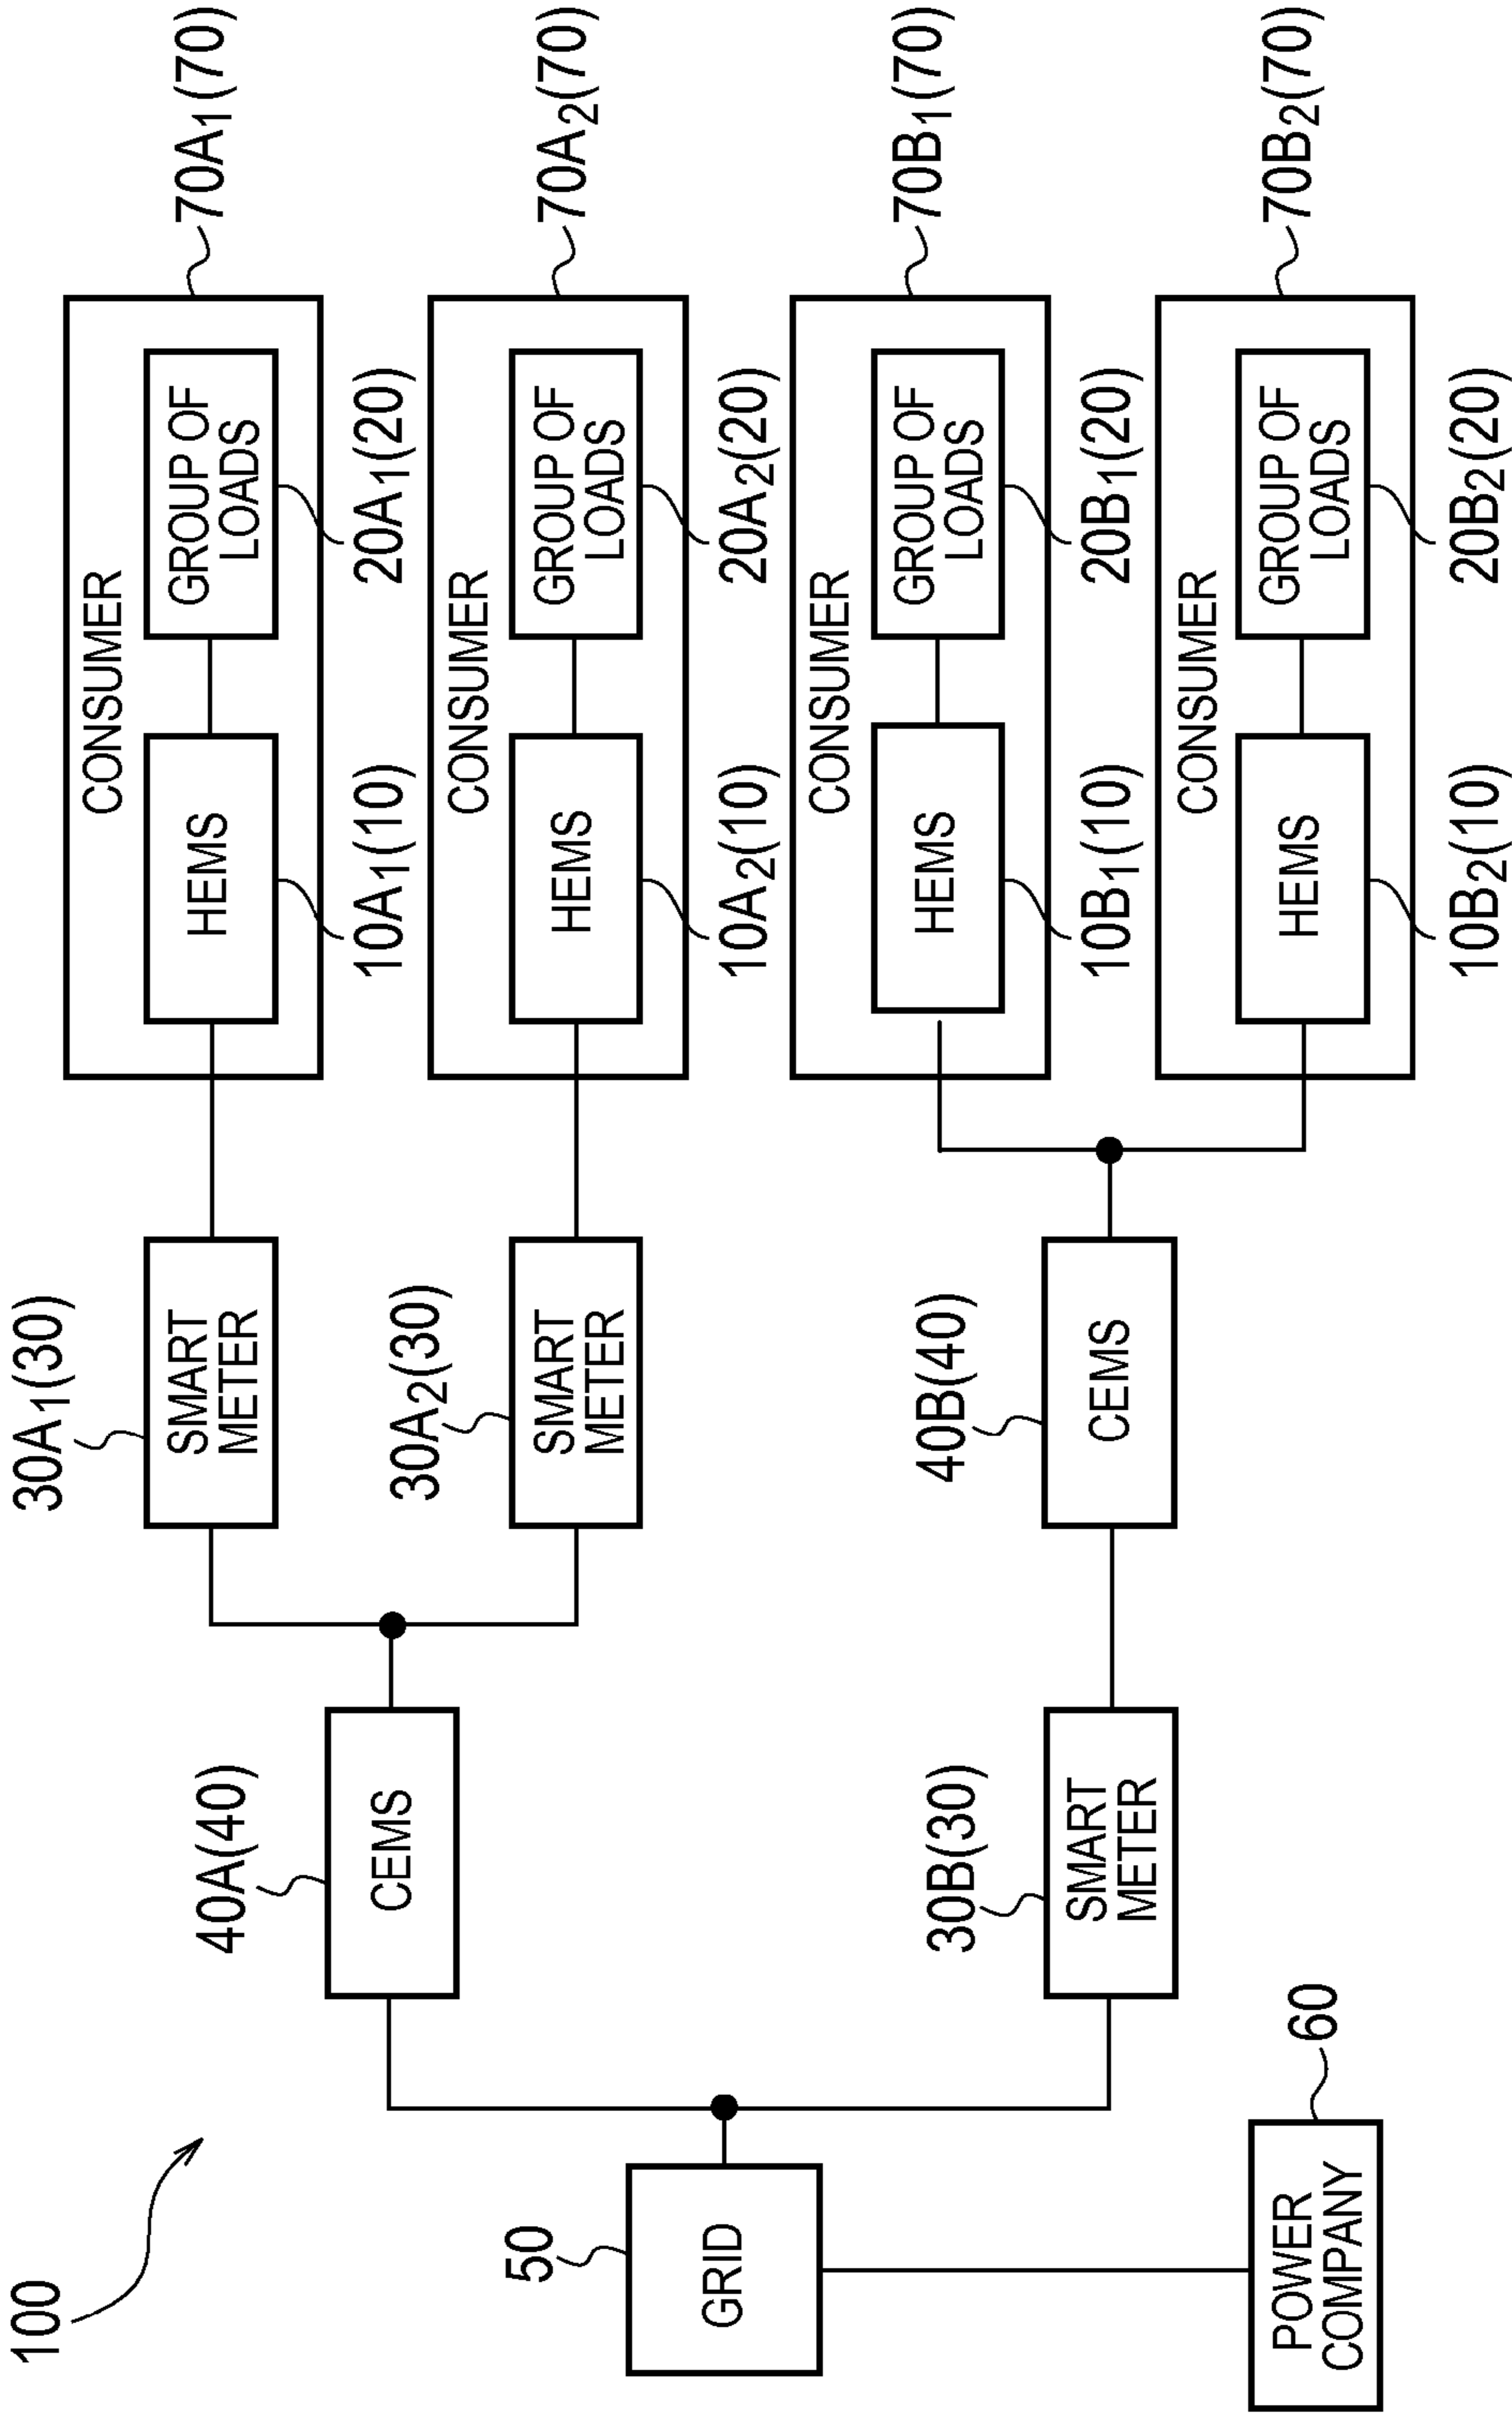 100
50
GRID
POWER
COMPANY
60
40A(40)
CEMS
30B(30)
SMART
METER
30A1(30)
SMART
METER
30A2(30)
SMART
METER
40B(40)
CEMS
CONSUMER
HEMS
GROUP OF
LOADS
10A1(10)
20A1(20)
70A1(70)
CONSUMER
HEMS
GROUP OF
LOADS
10A2(10)
20A2(20)
70A2(70)
CONSUMER
HEMS
GROUP OF
LOADS
10B1(10)
20B1(20)
70B1(70)
CONSUMER
HEMS
GROUP OF
LOADS
10B2(10)
20B2(20)
70B2(70)